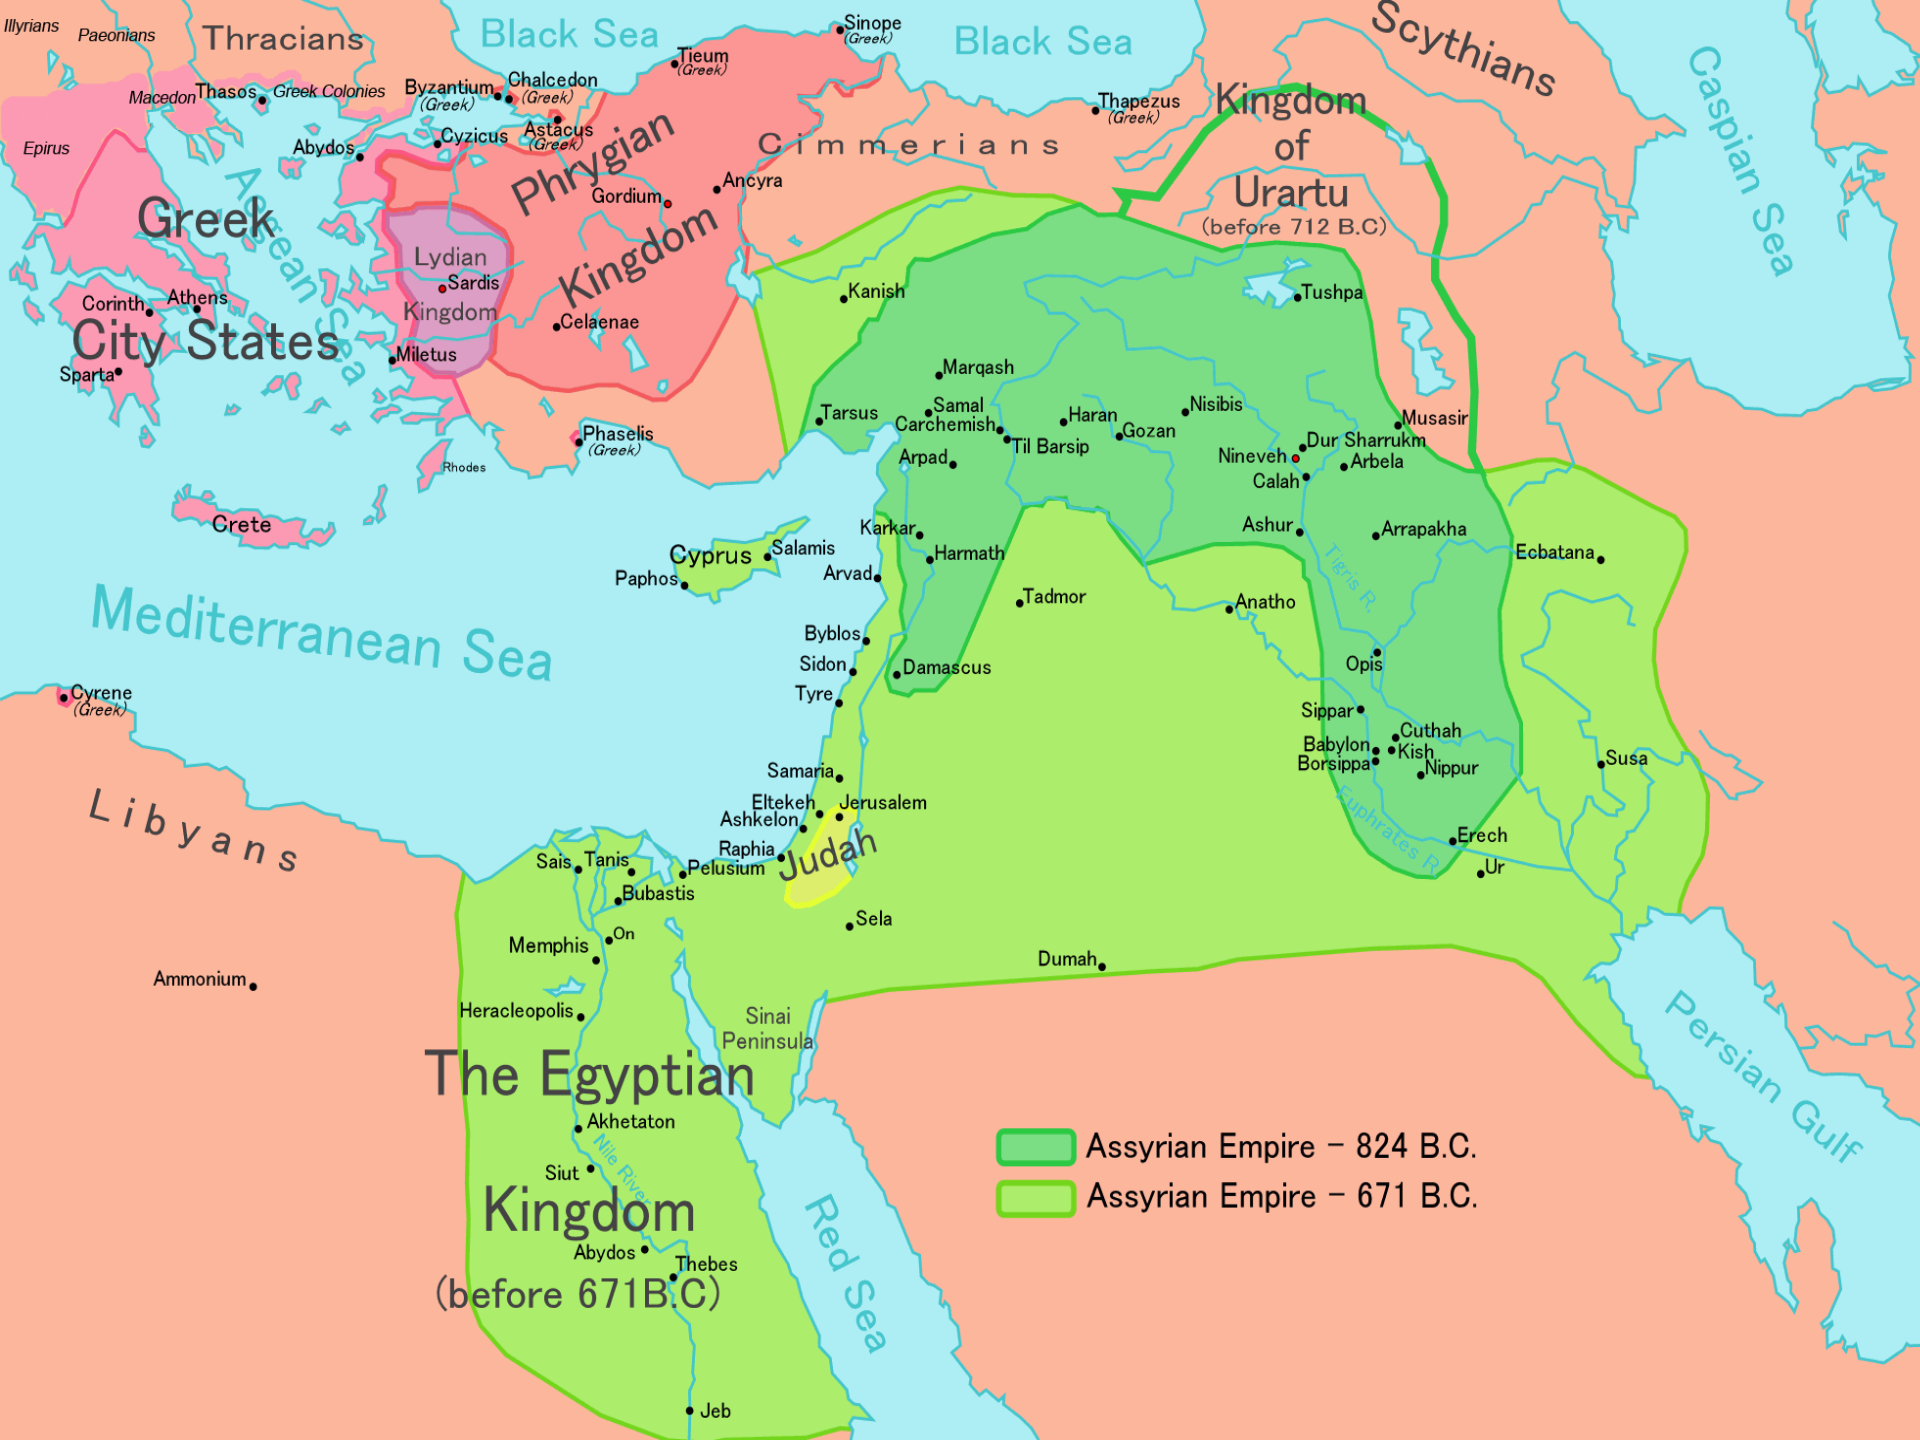 Illyrians
Paeonians
Thracians
Black Sea
Tieum
(Greek)
Sinope
(Greek)
Black Sea
Scythians
Caspian Sea
Macedon
Thasos
Greek Colonies
Byzantium
(Greek)
Chalcedon
(Greek)
Astacus
(Greek)
Cyzicus
Abydos
Epirus
Phrygian
Kingdom
Gordium
Ancyra
Cimmerians
Thapezus
(Greek)
Kingdom
of
Urartu
(before 712 B.C)
Greek
City States
Aegean Sea
Lydian
Sardis
Kingdom
Celaenae
Miletus
Corinth
Athens
Sparta
Kanish
Tushpa
Marqash
Tarsus
Samal
Carchemish
Til Barsip
Haran
Gozan
Nisibis
Musasir
Dur Sharrukm
Nineveh
Arbela
Calah
Arpad
Phaselis
(Greek)
Rhodes
Crete
Karkar
Harmath
Ashur
Arrapakha
Ecbatana
Cyprus
Salamis
Paphos
Arvad
Tadmor
Anatho
Tigris R.
Mediterranean Sea
Byblos
Sidon
Tyre
Damascus
Opis
Cyrene
(Greek)
Sippar
Cuthah
Babylon
Kish
Borsippa
Nippur
Susa
Samaria
Eltekeh
Jerusalem
Ashkelon
Raphia
Judah
Euphrates R.
Erech
Ur
Libyans
Sais
Tanis
Pelusium
Bubastis
Sela
On
Memphis
Dumah
Ammonium
Heracleopolis
Sinai
Peninsula
Persian Gulf
The Egyptian
Kingdom
(before 671B.C)
Akhetaton
Nile River
Siut
Abydos
Thebes
Jeb
Red Sea
Assyrian Empire - 824 B.C.
Assyrian Empire - 671 B.C.